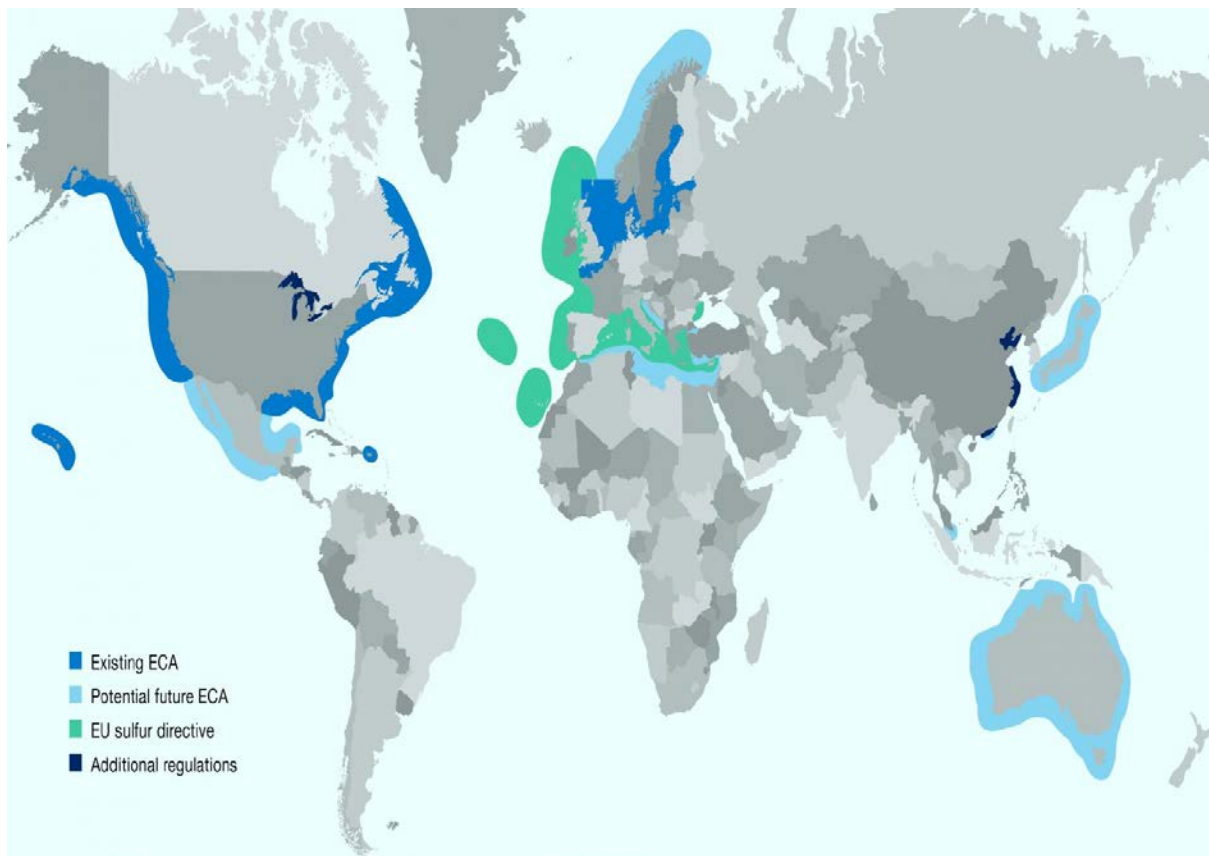 Existing ECA
Potential future ECA
EU sulfur directive
Additional regulations